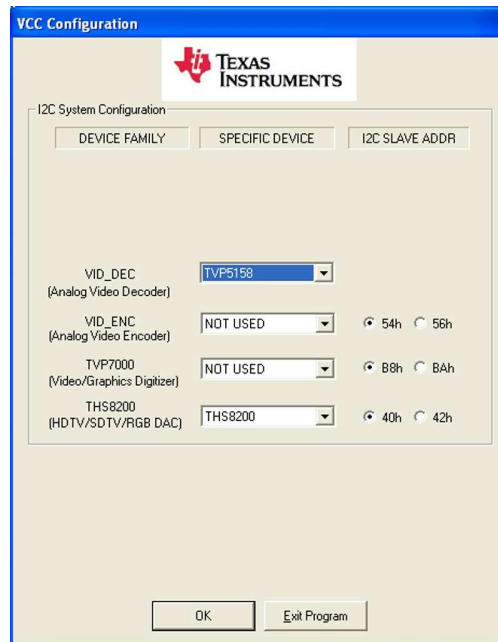 VCC Configuration
TEXAS
INSTRUMENTS
I2C System Configuration
DEVICE FAMILY SPECIFIC DEVICE I2C SLAVE ADDR
VID_DEC TVP5158
(Analog Video Decoder)
VID_ENC NOT USED 54h 56h
(Analog Video Encoder)
TVP7000 NOT USED B8h BAh
(Video/Graphics Digitizer)
THS8200 THS8200 40h 42h
(HDTV/SDTV/RGB DAC)
OK Exit Program